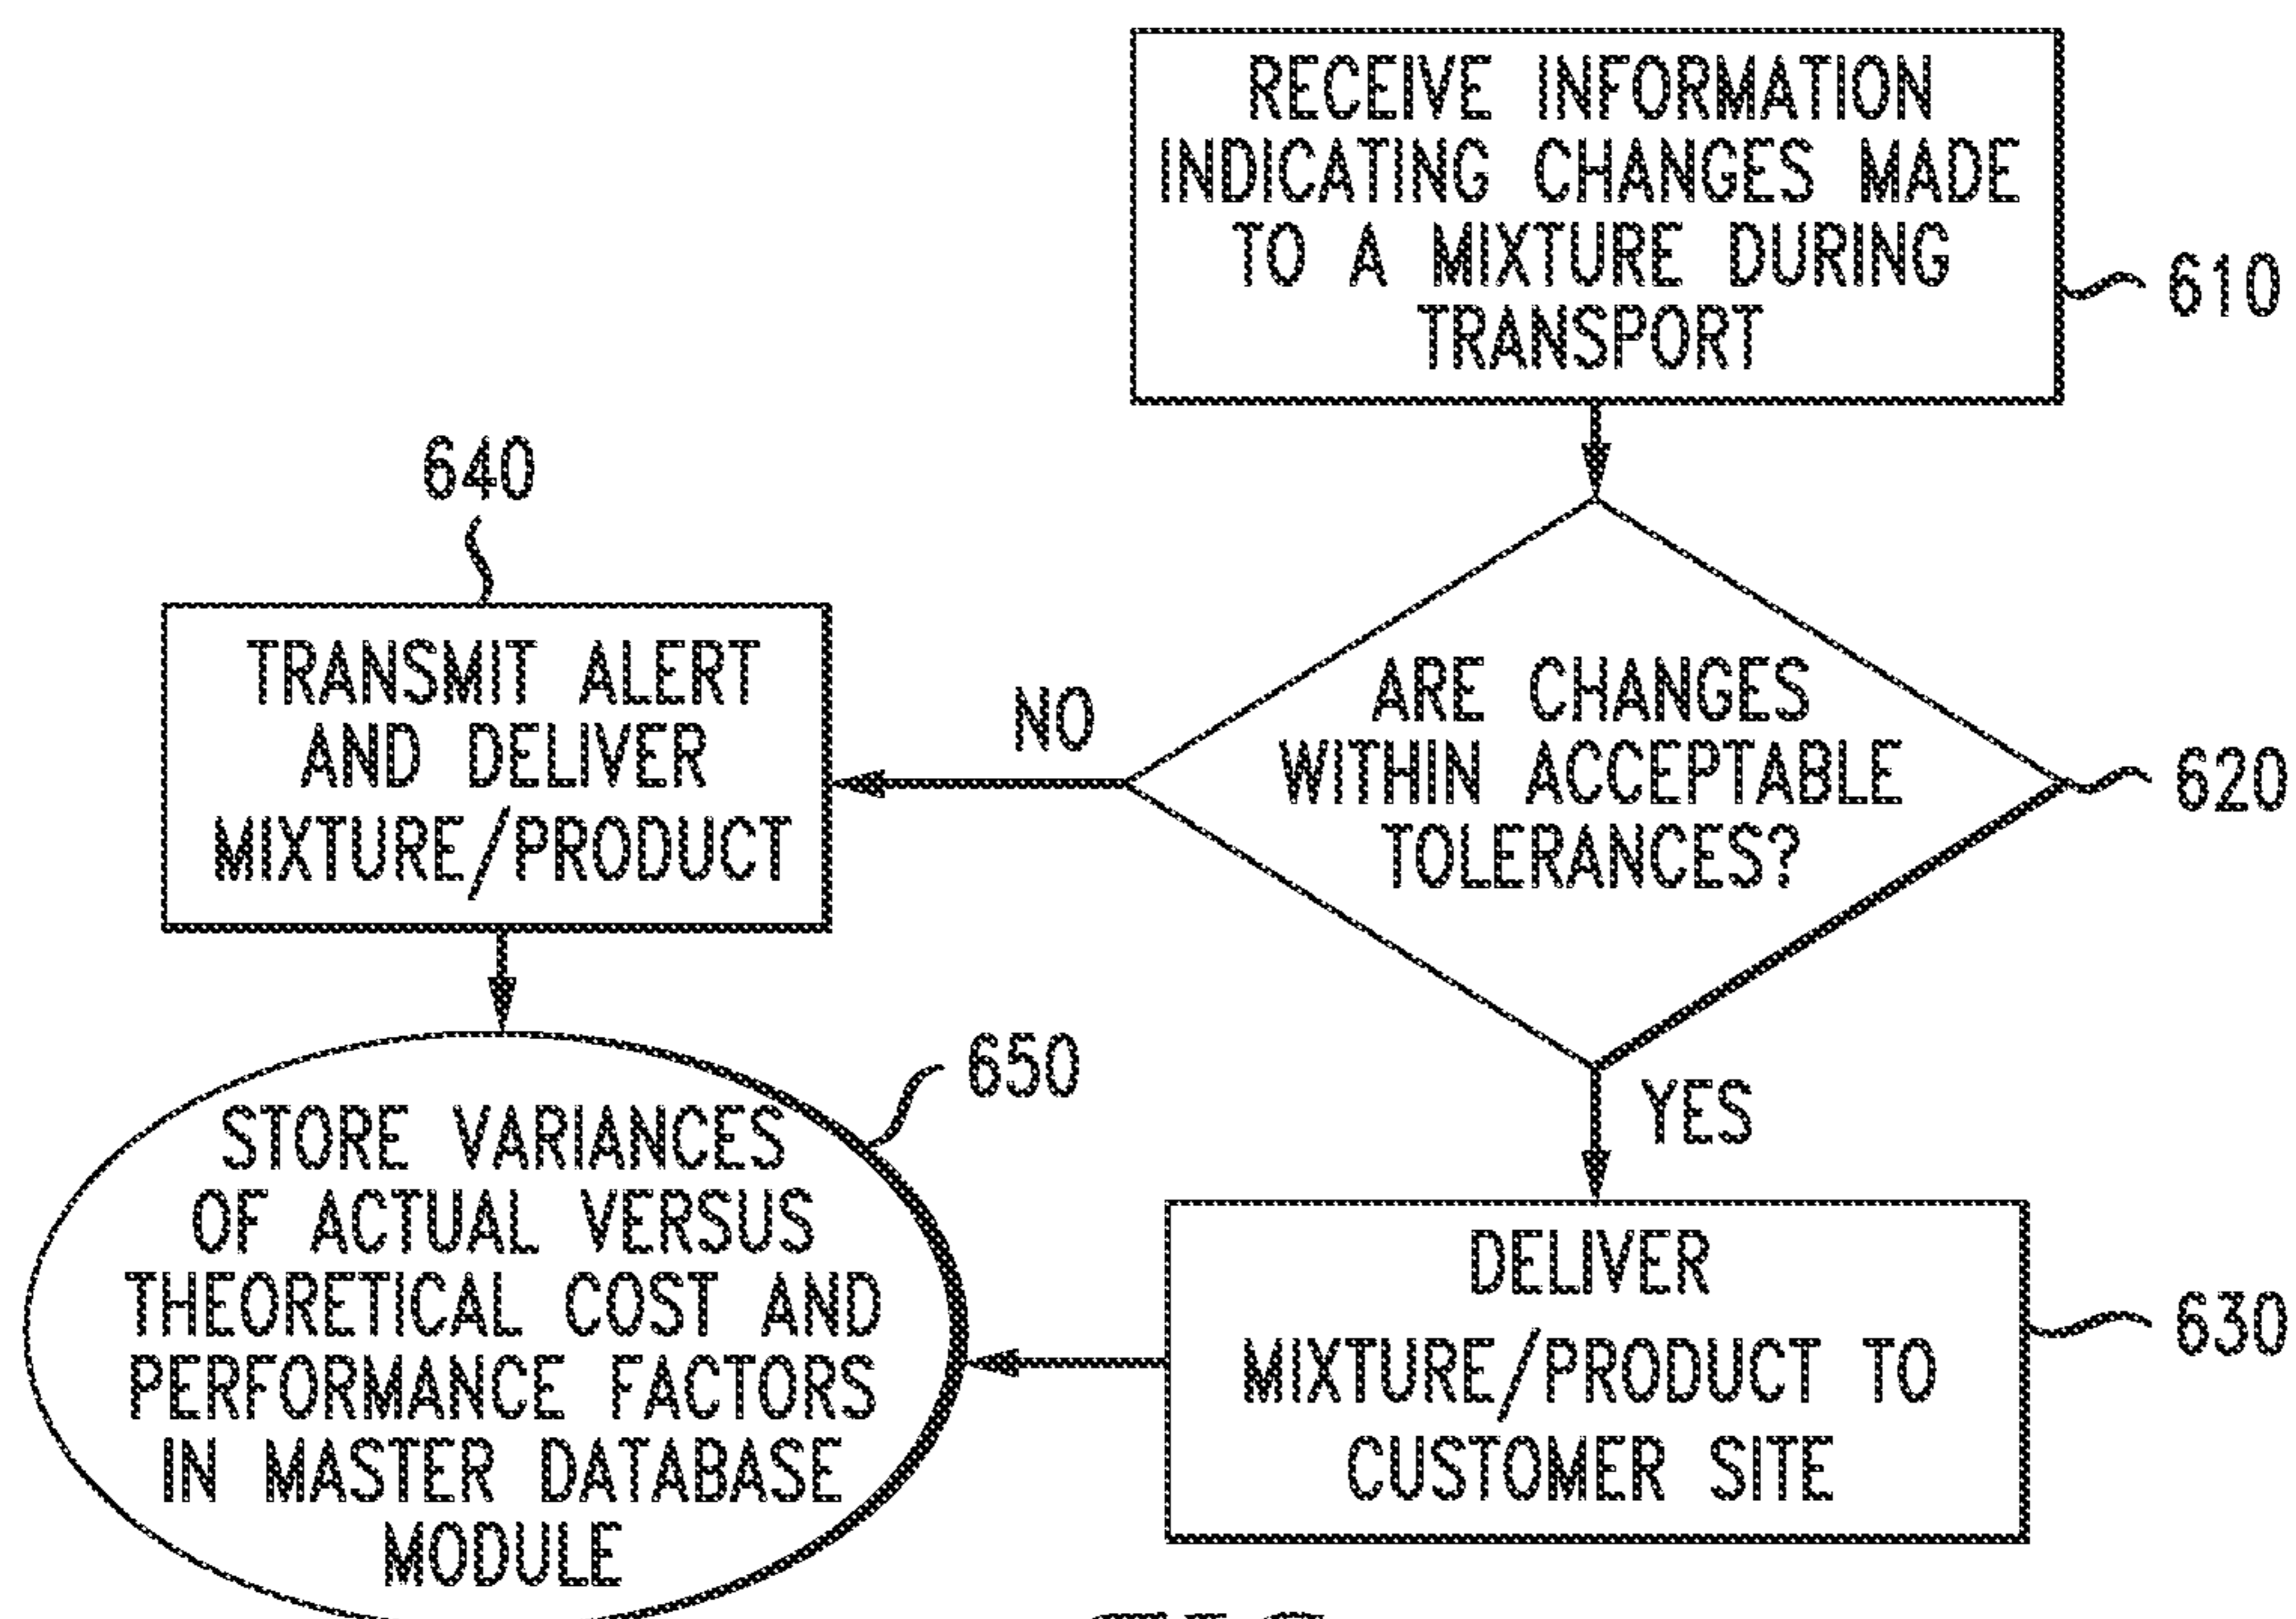 RECEIVE INFORMATION
INDICATING CHANGES MADE
TO A MIXTURE DURING
TRANSPORT
610
640
TRANSMIT ALERT
AND DELIVER
MIXTURE/PRODUCT
NO
ARE CHANGES
WITHIN ACCEPTABLE
TOLERANCES?
620
YES
650
STORE VARIANCES
OF ACTUAL VERSUS
THEORETICAL COST AND
PERFORMANCE FACTORS
IN MASTER DATABASE
MODULE
DELIVER
MIXTURE/PRODUCT TO
CUSTOMER SITE
630